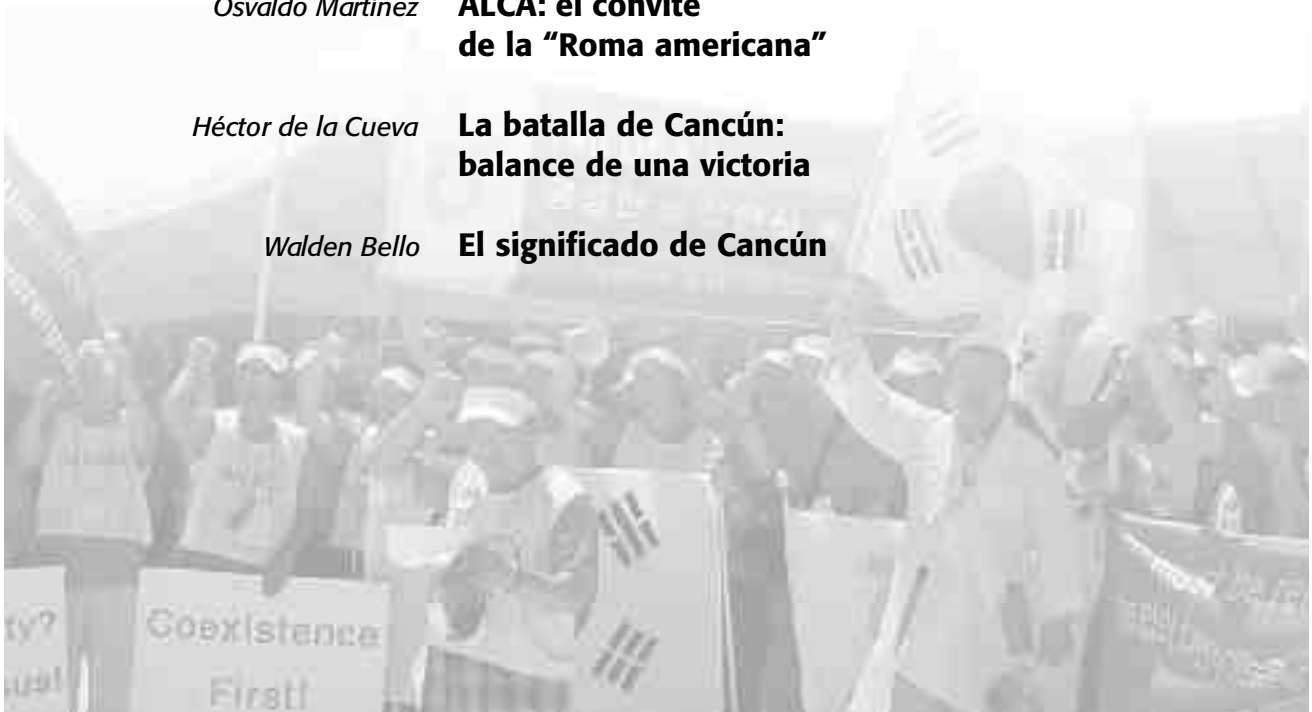 Osvaldo Martínez ALCA: el convite
de la “Roma americana”
Héctor de la Cueva La batalla de Cancún:
balance de una victoria
Walden Bello El significado de Cancún
Coexistence
First!